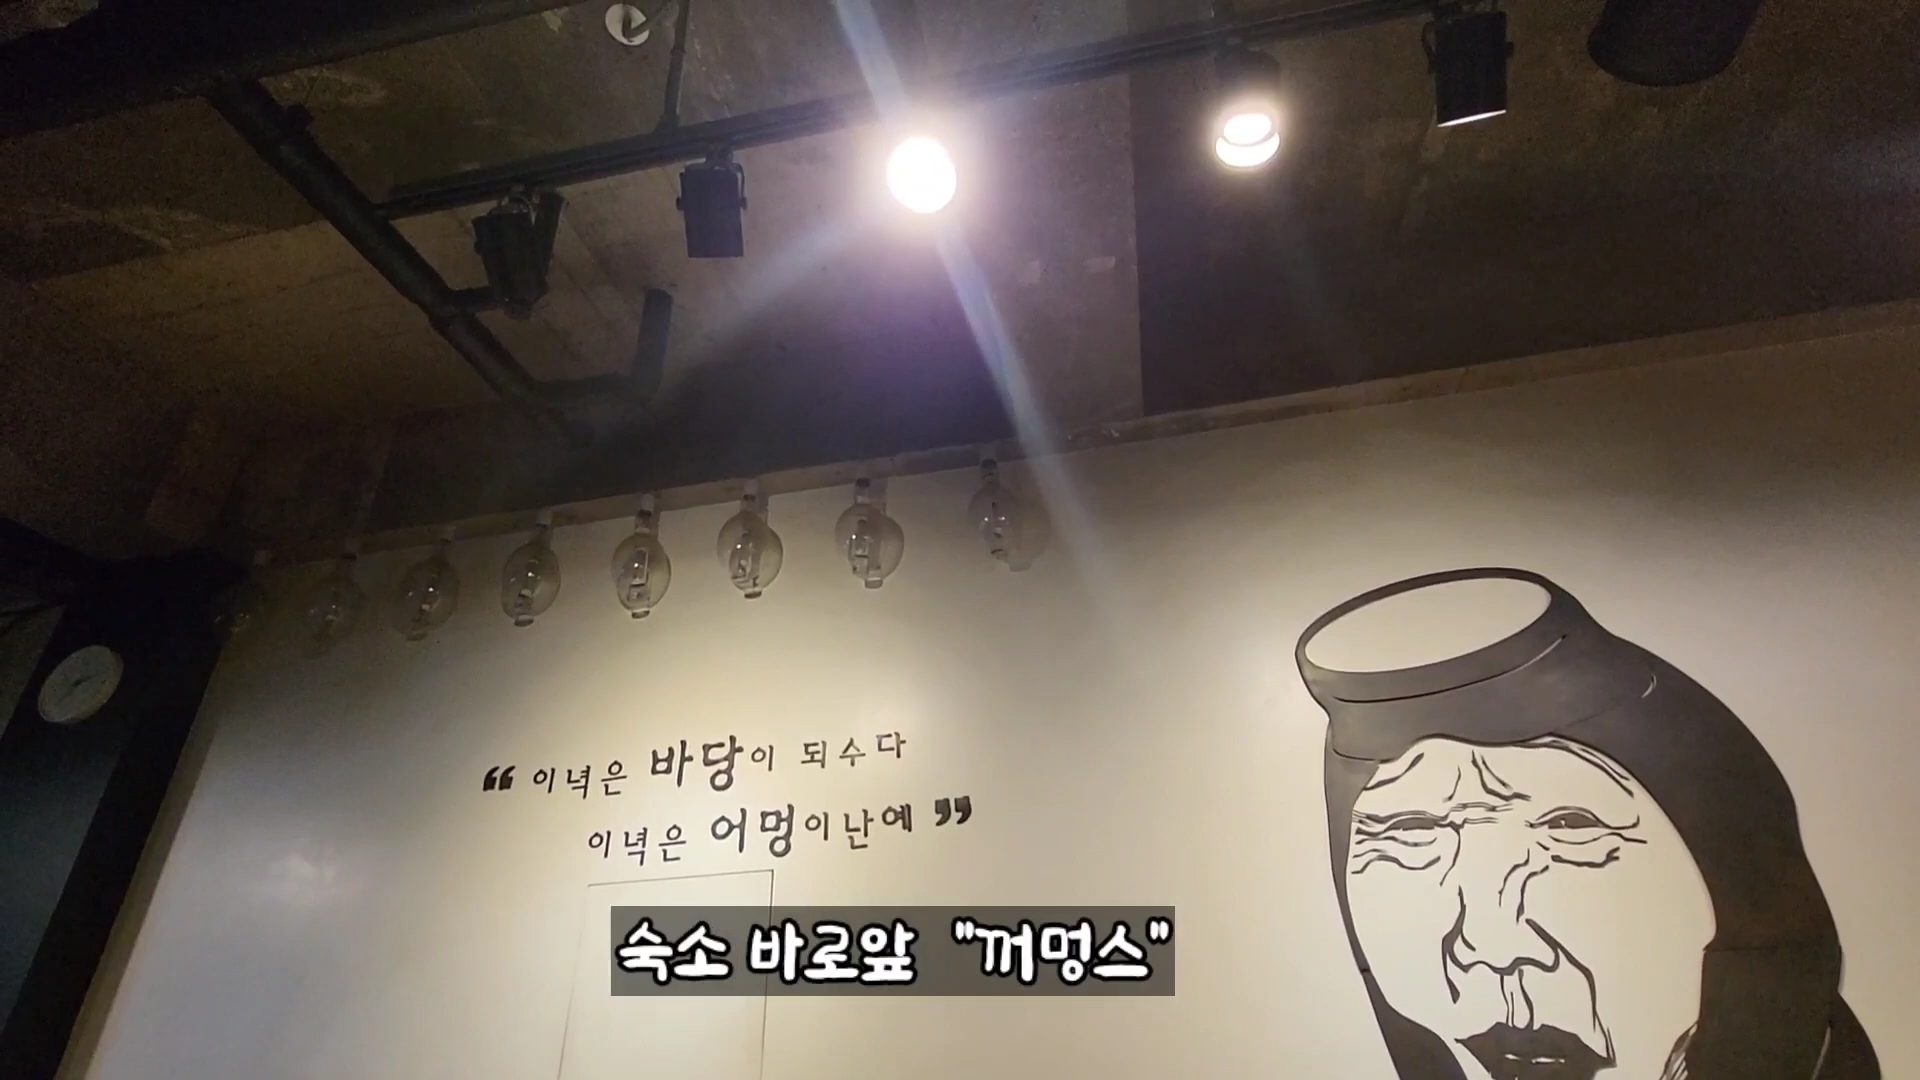 “ 이녁은 바당이 되수다
이녁은 어멍이난예 ”
숙소 바로앞 "꺼멍스"